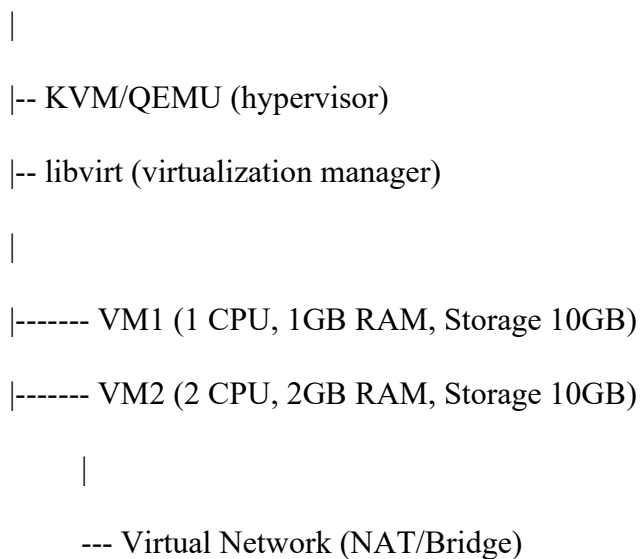 |
|-- KVM/QEMU (hypervisor)
|-- libvirt (virtualization manager)
|
|------- VM1 (1 CPU, 1GB RAM, Storage 10GB)
|------- VM2 (2 CPU, 2GB RAM, Storage 10GB)
|
--- Virtual Network (NAT/Bridge)